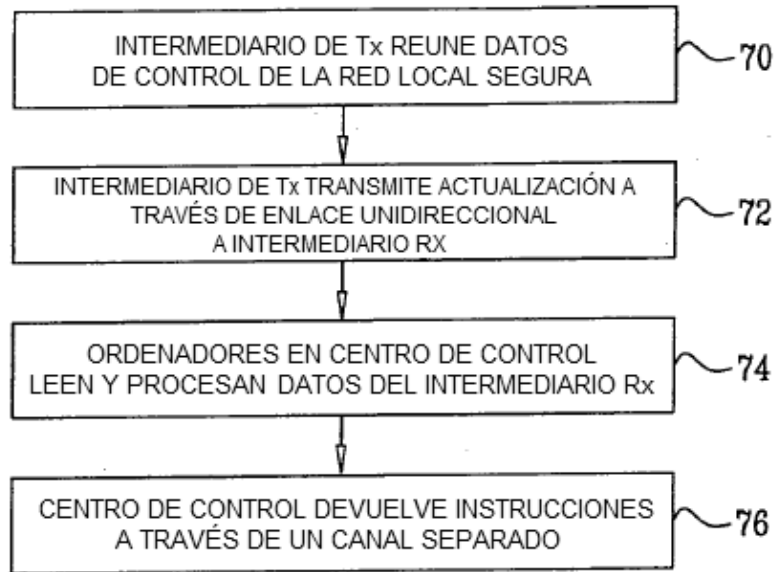 INTERMEDIARIO DE Tx REUNE DATOS
DE CONTROL DE LA RED LOCAL SEGURA
70
INTERMEDIARIO DE Tx TRANSMITE ACTUALIZACIÓN A
TRAVÉS DE ENLACE UNIDIRECCIONAL
A INTERMEDIARIO RX
72
ORDENADORES EN CENTRO DE CONTROL
LEEN Y PROCESAN DATOS DEL INTERMEDIARIO Rx
74
CENTRO DE CONTROL DEVUELVE INSTRUCCIONES
A TRAVÉS DE UN CANAL SEPARADO
76